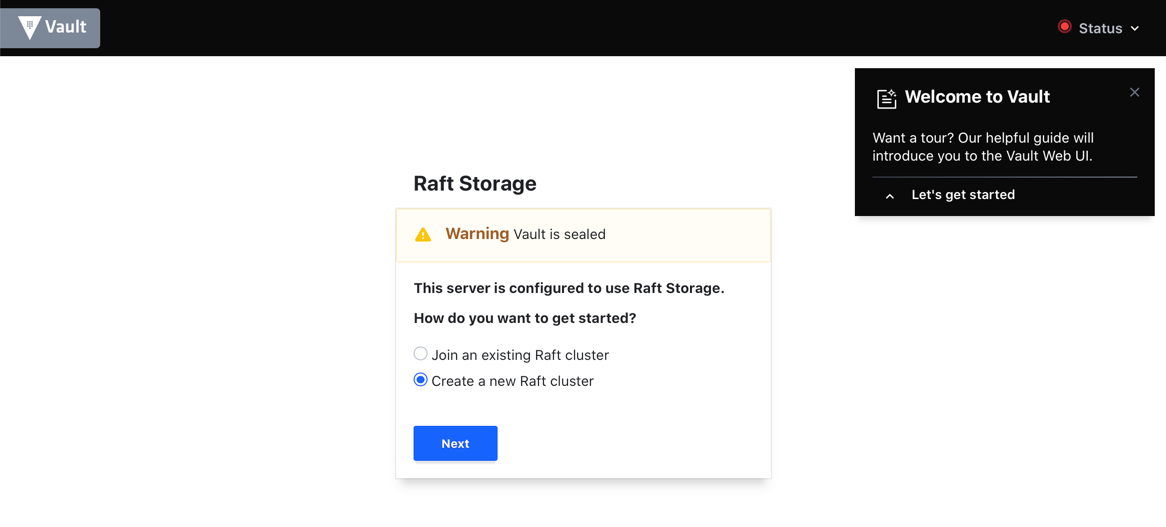 Vault
Status
Welcome to Vault
Want a tour? Our helpful guide will
introduce you to the Vault Web UI.
Let's get started
Raft Storage
Warning Vault is sealed
This server is configured to use Raft Storage.
How do you want to get started?
Join an existing Raft cluster
Create a new Raft cluster
Next